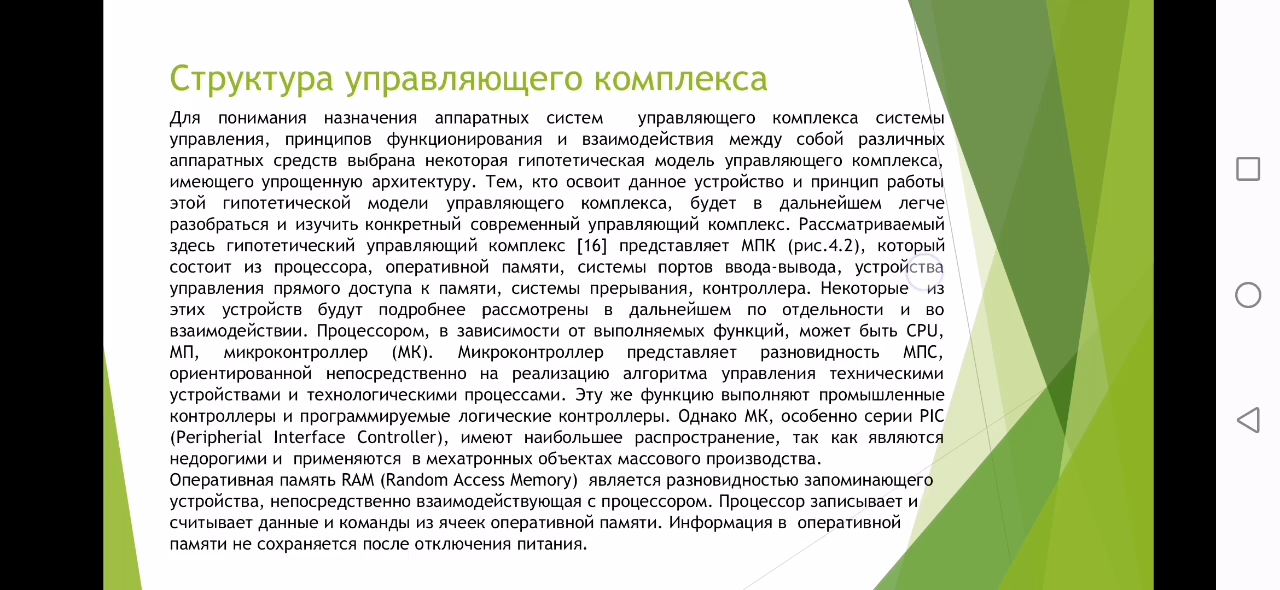 Структура управляющего комплекса
Для понимания назначения аппаратных систем управляющего комплекса системы
управления, принципов функционирования и взаимодействия между собой различных
аппаратных средств выбрана некоторая гипотетическая модель управляющего комплекса,
имеющего упрощенную архитектуру. Тем, кто освоит данное устройство и принцип работы
этой гипотетической модели управляющего комплекса, будет в дальнейшем легче
разобраться и изучить конкретный современный управляющий комплекс. Рассматриваемый
здесь гипотетический управляющий комплекс [16] представляет МПК (рис.4.2), который
состоит из процессора, оперативной памяти, системы портов ввода-вывода, устройства
управления прямого доступа к памяти, системы прерывания, контроллера. Некоторые из
этих устройств будут подробнее рассмотрены в дальнейшем по отдельности и во
взаимодействии. Процессором, в зависимости от выполняемых функций, может быть CPU,
МП, микроконтроллер (МК). Микроконтроллер представляет разновидность МПС,
ориентированной непосредственно на реализацию алгоритма управления техническими
устройствами и технологическими процессами. Эту же функцию выполняют промышленные
контроллеры и программируемые логические контроллеры. Однако МК, особенно серии PIC
(Peripherial Interface Controller), имеют наибольшее распространение, так как являются
недорогими и применяются в мехатронных объектах массового производства.
Оперативная память RAM (Random Access Memory) является разновидностью запоминающего
устройства, непосредственно взаимодействующая с процессором. Процессор записывает и
считывает данные и команды из ячеек оперативной памяти. Информация в оперативной
памяти не сохраняется после отключения питания.